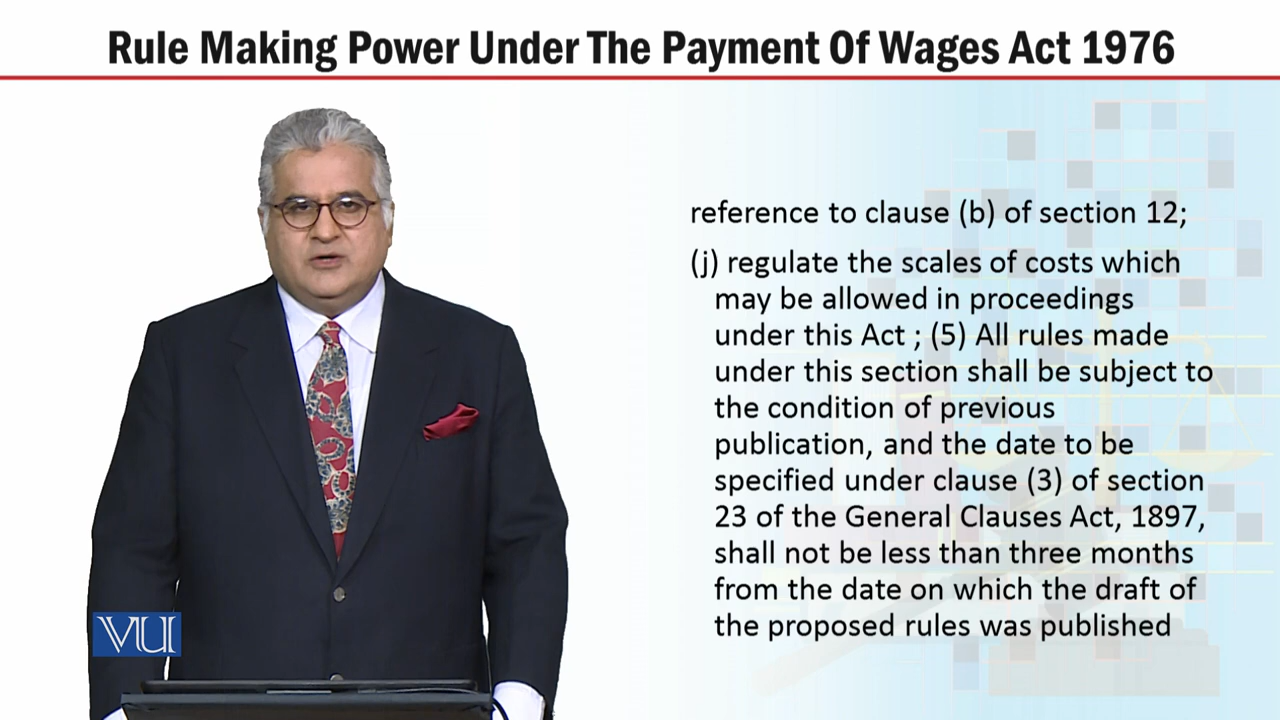 Rule Making Power Under The Payment Of Wages Act 1976
reference to clause (b) of section 12;
(j) regulate the scales of costs which
may be allowed in proceedings
under this Act ; (5) All rules made
under this section shall be subject to
the condition of previous
publication, and the date to be
specified under clause (3) of section
23 of the General Clauses Act, 1897,
shall not be less than three months
from the date on which the draft of
the proposed rules was published
VU